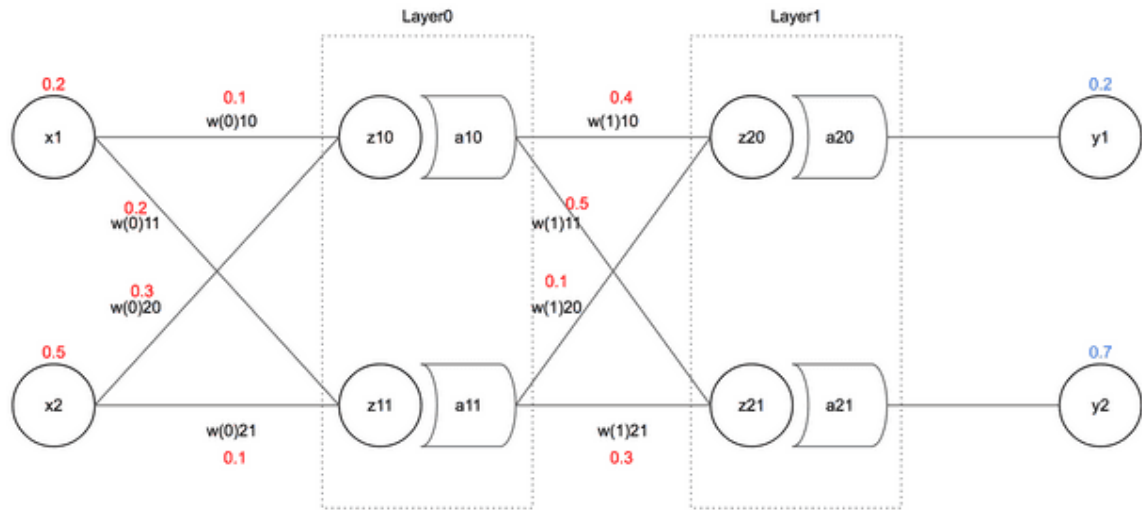 Layer0
Layer1
0.2
0.1
0.4
0.2
w(0)10
w(1)10
x1
z10
a10
z20
a20
y1
0.2
w(0)11
0.5
w(1)11
0.3
w(0)20
0.1
w(1)20
0.5
0.7
x2
z11
a11
z21
a21
y2
w(0)21
0.1
w(1)21
0.3